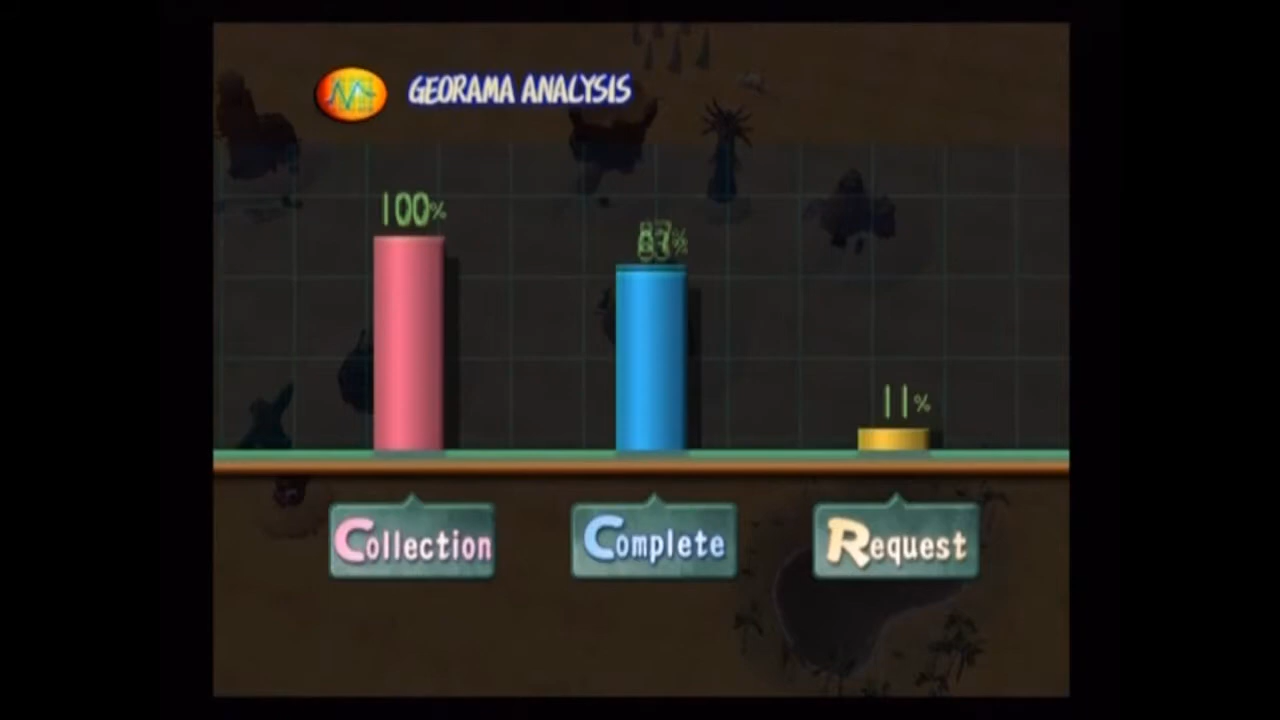 GEORAMA ANALYSIS
100%
11%
Collection
Complete
Request